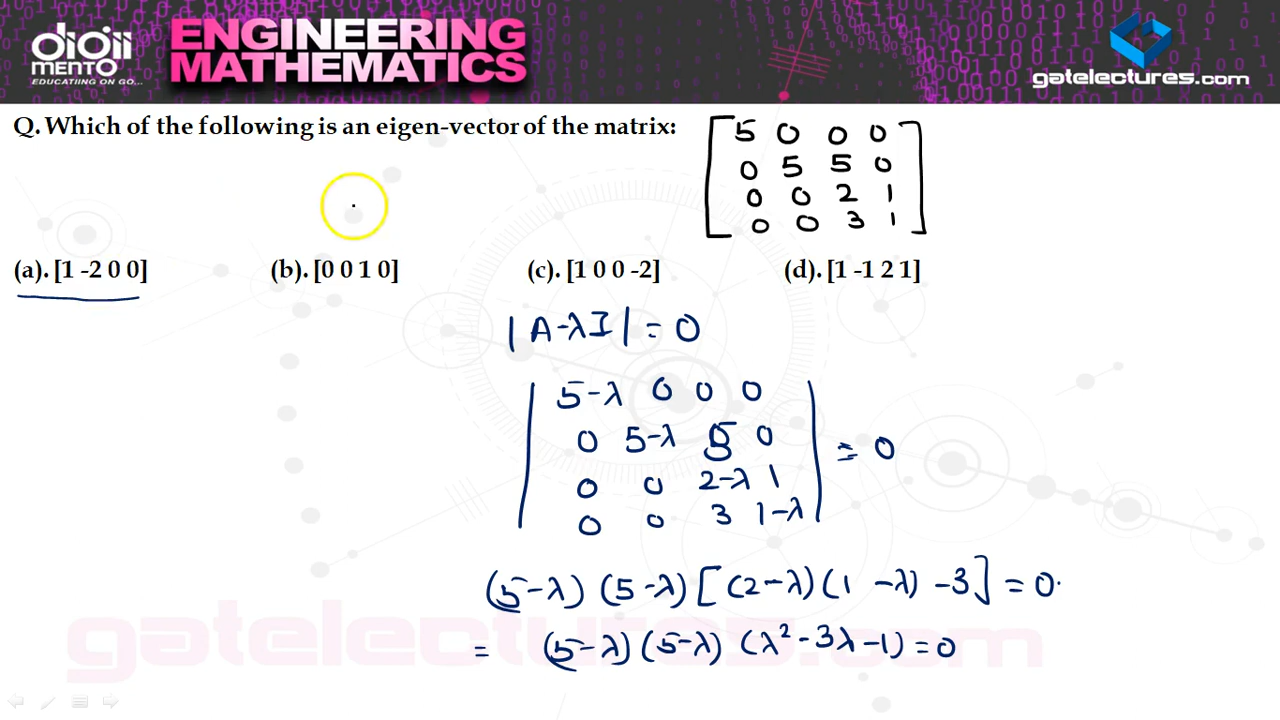 digii MENTO EDUCATIING ON GO...
ENGINEERING MATHEMATICS
gatelectures.com
Q. Which of the following is an eigen-vector of the matrix:
5 0 0 0
0 5 5 0
0 0 2 1
0 0 3 1
(a). [1 -2 0 0] (b). [0 0 1 0] (c). [1 0 0 -2] (d). [1 -1 2 1]
|A-λI| = 0
5-λ 0 0 0
0 5-λ 5 0 = 0
0 0 2-λ 1
0 0 3 1-λ
(5-λ) (5-λ) [(2-λ)(1-λ) -3] = 0.
= (5-λ) (5-λ) (λ² - 3λ - 1) = 0
gatelectures.com